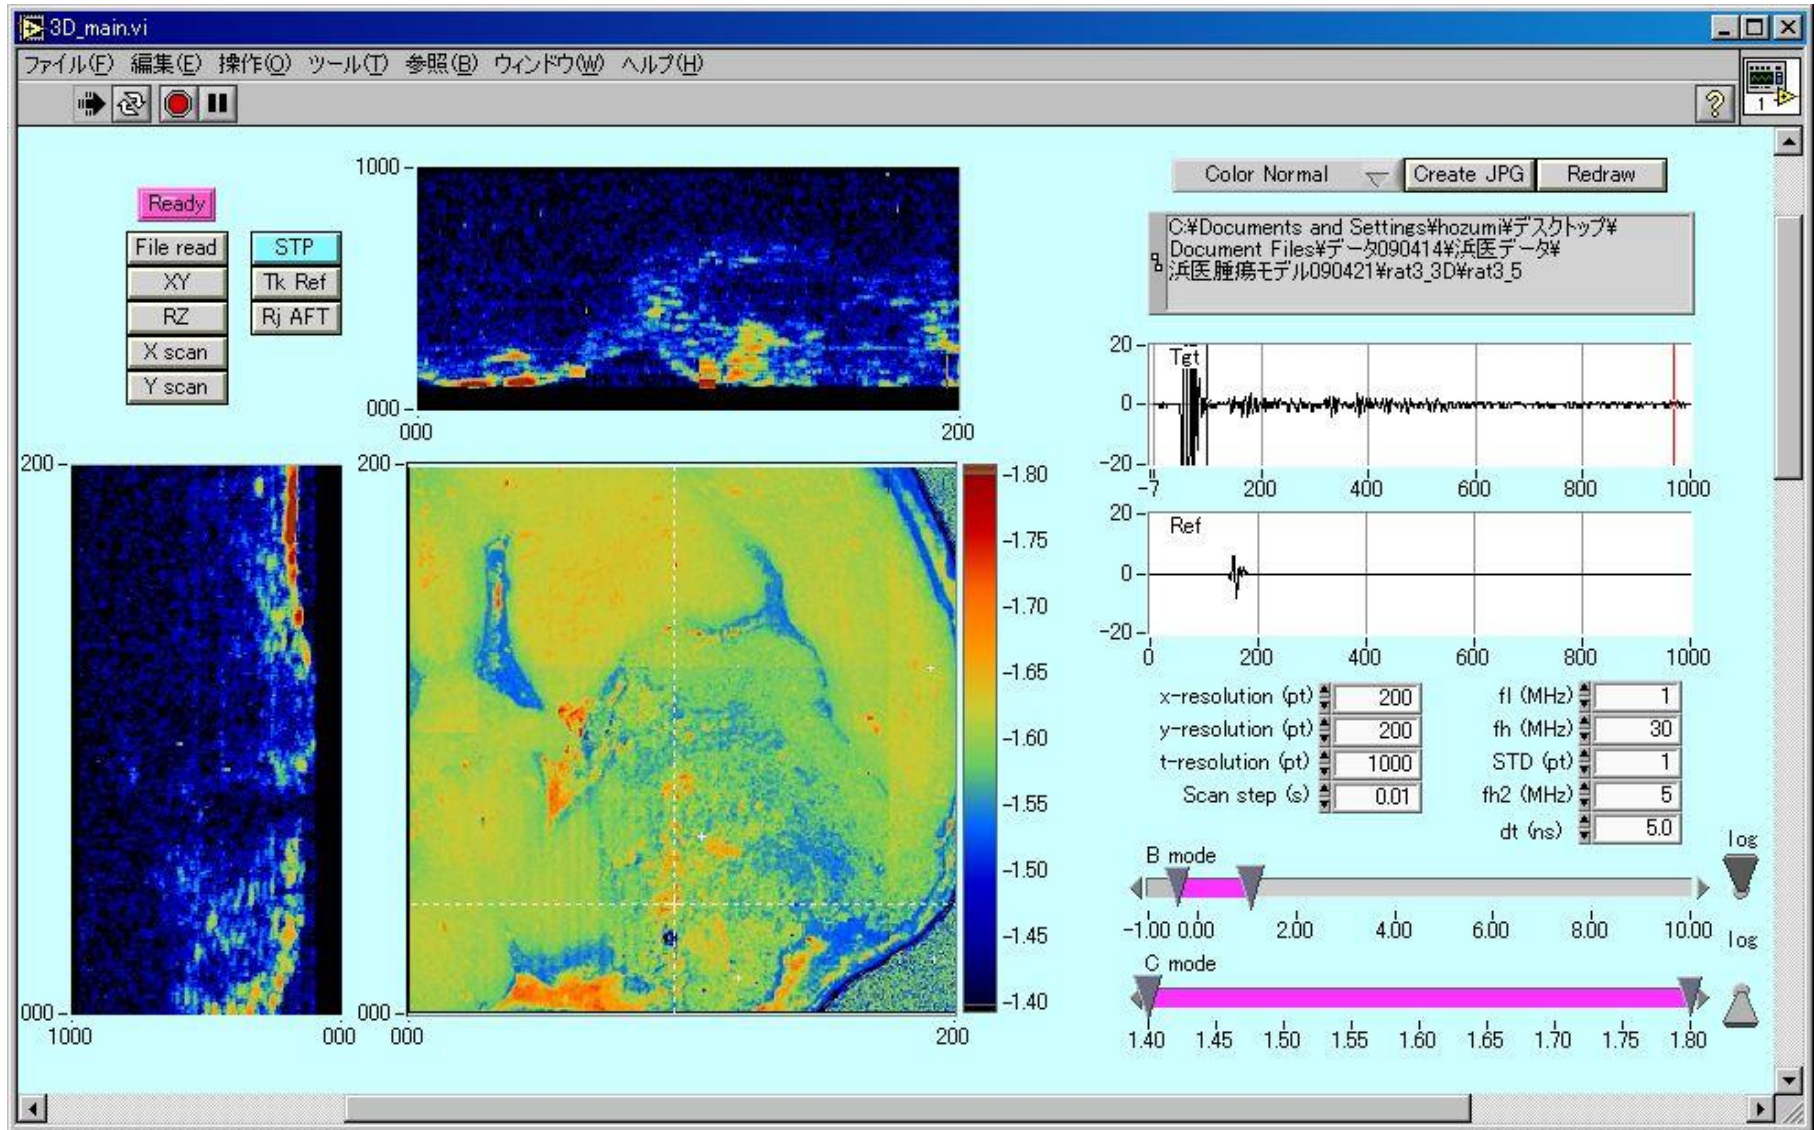 3D_main.vi
ファイル(F) 編集(E) 操作(O) ツール(T) 参照(B) ウィンドウ(W) ヘルプ(H)
1
Ready
File read
XY
RZ
X scan
Y scan
STP
Tk Ref
Rj AFT
1000
000
000
200
200
000
1000
000
200
000
000
200
-1.80
-1.75
-1.70
-1.65
-1.60
-1.55
-1.50
-1.45
-1.40
Color Normal
Create JPG
Redraw
C:¥Documents and Settings¥hozumi¥デスクトップ¥
Document Files¥データ090414¥浜医データ¥
浜医腫瘍モデル090421¥rat3_3D¥rat3_5
Tgt
20
0
-20
-7 200 400 600 800 1000
Ref
20
0
-20
0 200 400 600 800 1000
x-resolution (pt) 200
y-resolution (pt) 200
t-resolution (pt) 1000
Scan step (s) 0.01
fl (MHz) 1
fh (MHz) 30
STD (pt) 1
fh2 (MHz) 5
dt (ns) 5.0
log
B mode
-1.00 0.00 2.00 4.00 6.00 8.00 10.00
log
C mode
1.40 1.45 1.50 1.55 1.60 1.65 1.70 1.75 1.80